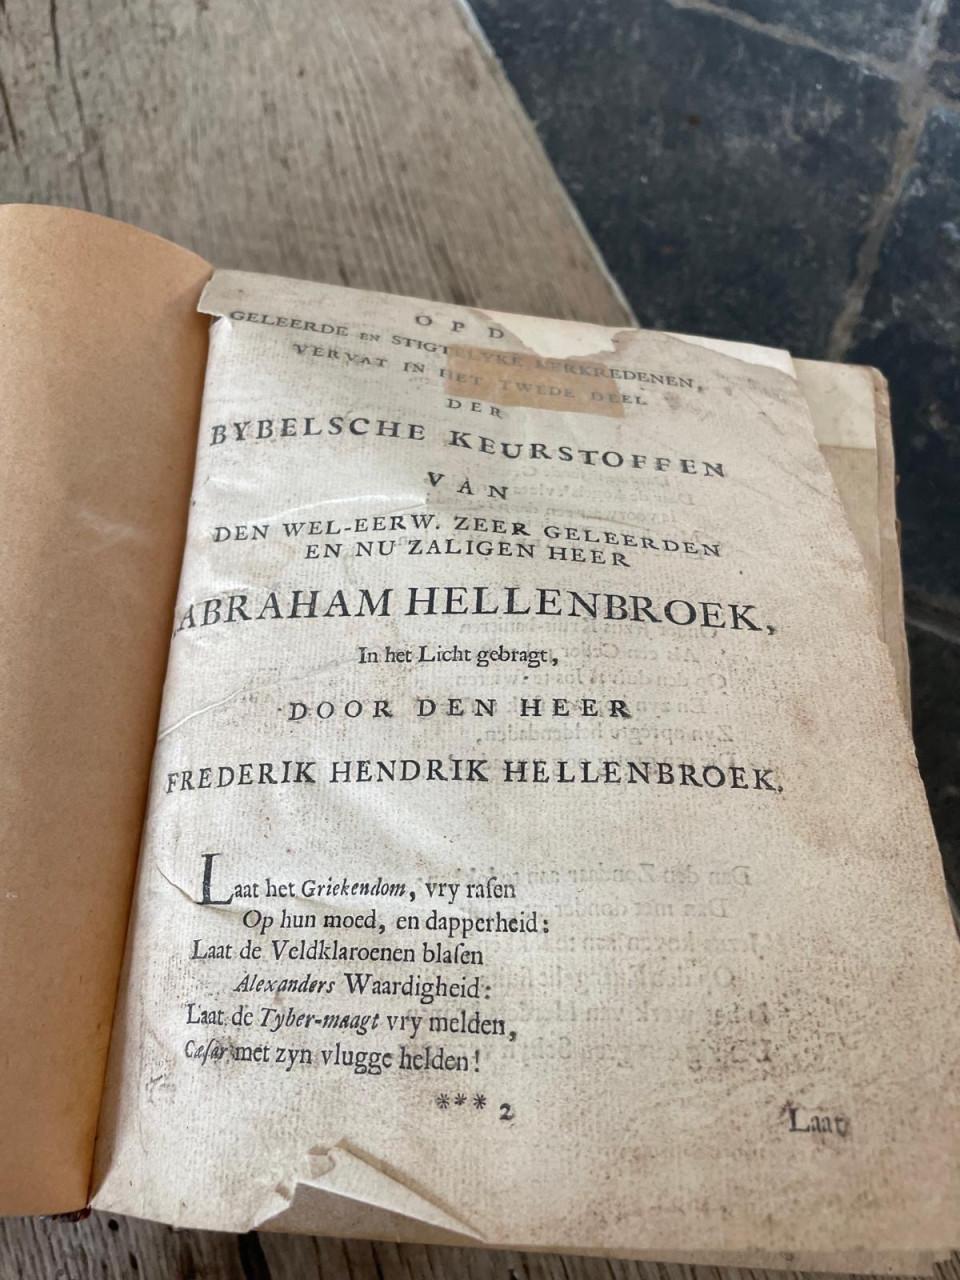 OP D
GELEERDE EN STIGTELYKE KERKREDENEN,
VERVAT IN HET TWEDE DEEL
DER
BYBELSCHE KEURSTOFFEN
VAN
DEN WEL-EERW. ZEER GELEERDEN
EN NU ZALIGEN HEER
ABRAHAM HELLENBROEK,
In het Licht gebragt,
DOOR DEN HEER
FREDERIK HENDRIK HELLENBROEK.
Laat het Griekendom, vry raſen
Op hun moed, en dapperheid:
Laat de Veldklaroenen blaſen
Alexanders Waardigheid:
Laat de Tyber-maagt vry melden,
Cæſar met zyn vlugge helden!
*** 2
Laat